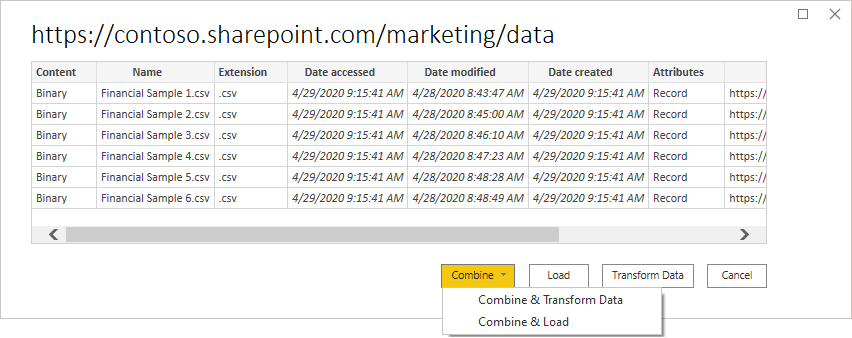 https://contoso.sharepoint.com/marketing/data
Content Name Extension Date accessed Date modified Date created Attributes
Binary Financial Sample 1.csv .csv 4/29/2020 9:15:41 AM 4/28/2020 8:43:47 AM 4/29/2020 9:15:41 AM Record https://
Binary Financial Sample 2.csv .csv 4/29/2020 9:15:41 AM 4/28/2020 8:45:00 AM 4/29/2020 9:15:41 AM Record https://
Binary Financial Sample 3.csv .csv 4/29/2020 9:15:41 AM 4/28/2020 8:46:10 AM 4/29/2020 9:15:41 AM Record https://
Binary Financial Sample 4.csv .csv 4/29/2020 9:15:41 AM 4/28/2020 8:47:23 AM 4/29/2020 9:15:41 AM Record https://
Binary Financial Sample 5.csv .csv 4/29/2020 9:15:41 AM 4/28/2020 8:48:28 AM 4/29/2020 9:15:41 AM Record https://
Binary Financial Sample 6.csv .csv 4/29/2020 9:15:41 AM 4/28/2020 8:48:49 AM 4/29/2020 9:15:41 AM Record https://
Combine Load Transform Data Cancel
Combine & Transform Data
Combine & Load